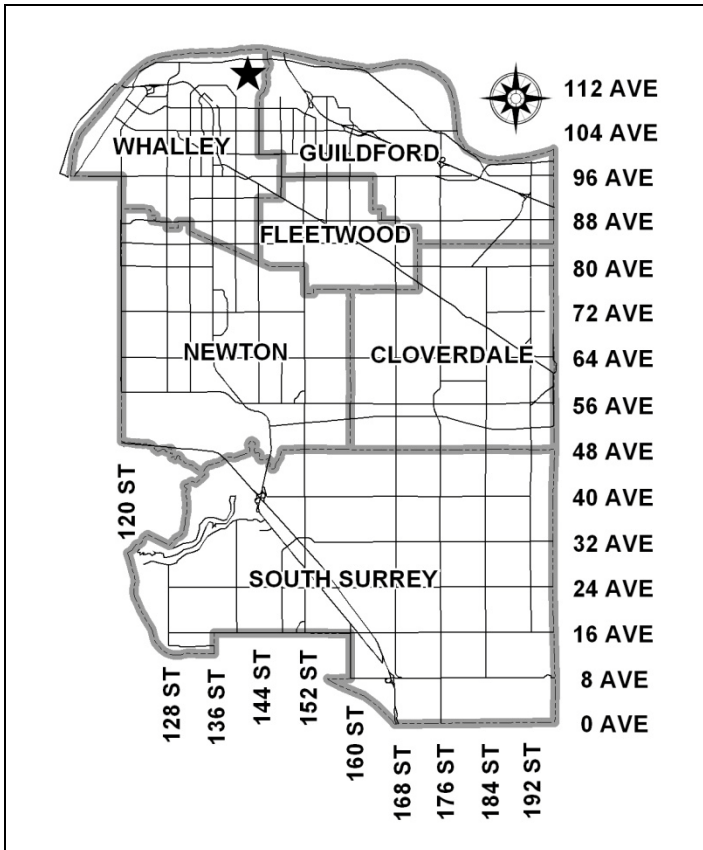 112 AVE
104 AVE
WHALLEY
GUILDFORD
96 AVE
88 AVE
FLEETWOOD
80 AVE
72 AVE
NEWTON
CLOVERDALE
64 AVE
56 AVE
48 AVE
120 ST
40 AVE
32 AVE
SOUTH SURREY
24 AVE
16 AVE
128 ST
136 ST
144 ST
152 ST
160 ST
8 AVE
0 AVE
168 ST
176 ST
184 ST
192 ST